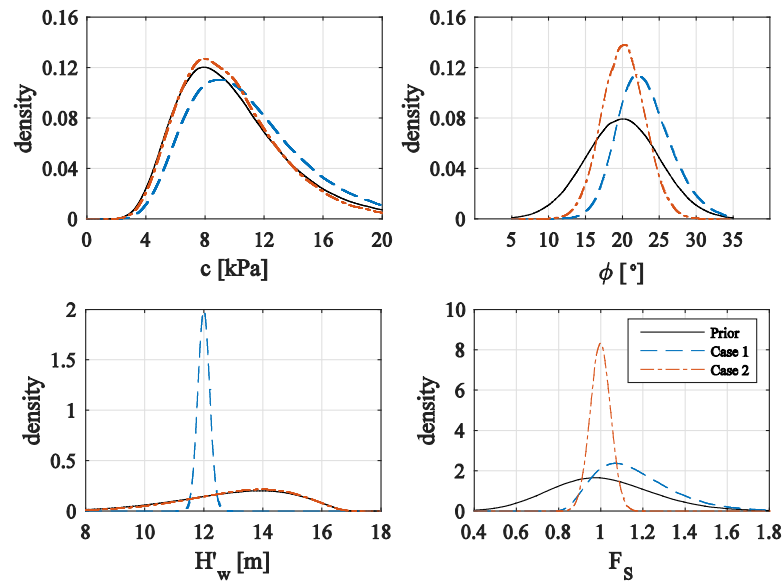 0.16
0.12
0.08
0.04
0
density
0 4 8 12 16 20
c [kPa]
0.16
0.12
0.08
0.04
0
density
5 10 15 20 25 30 35
ϕ [°]
2
1.5
1
0.5
0
density
8 10 12 14 16 18
H'w [m]
10
8
6
4
2
0
density
0.4 0.6 0.8 1 1.2 1.4 1.6 1.8
FS
Prior
Case 1
Case 2